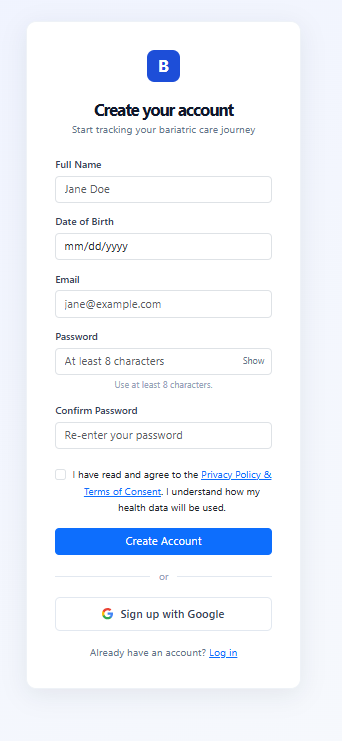 B
Create your account
Start tracking your bariatric care journey
Full Name
Jane Doe
Date of Birth
mm/dd/yyyy
Email
jane@example.com
Password
At least 8 characters
Show
Use at least 8 characters.
Confirm Password
Re-enter your password
I have read and agree to the Privacy Policy &
Terms of Consent. I understand how my
health data will be used.
Create Account
or
Sign up with Google
Already have an account? Log in